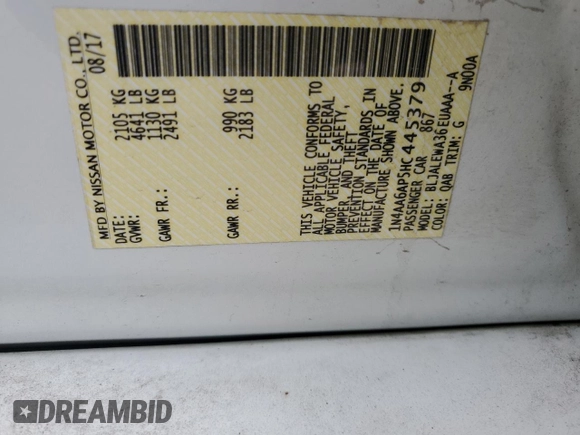 MFD BY NISSAN MOTOR CO., LTD.
DATE: 08/17
GVWR: 2105 KG
4641 LB
GAWR FR.: 1130 KG
2491 LB
GAWR RR.: 990 KG
2183 LB
THIS VEHICLE CONFORMS TO
ALL APPLICABLE FEDERAL
MOTOR VEHICLE SAFETY,
BUMPER, AND THEFT
PREVENTION STANDARDS IN
EFFECT ON THE DATE OF
MANUFACTURE SHOWN ABOVE.
1N4AA6AP5HC445379
PASSENGER CAR 867
MODEL: BLJALEWA36EUAAA--A
COLOR: QAB TRIM: G 9N00A
DREAMBID